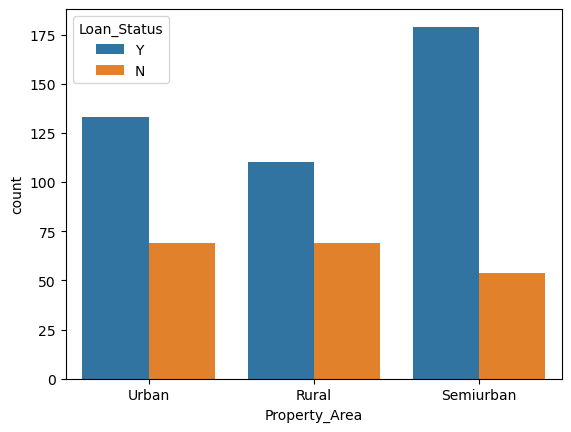 Loan_Status
Y
N
175
150
125
100
75
50
25
0
count
Urban
Rural
Semiurban
Property_Area